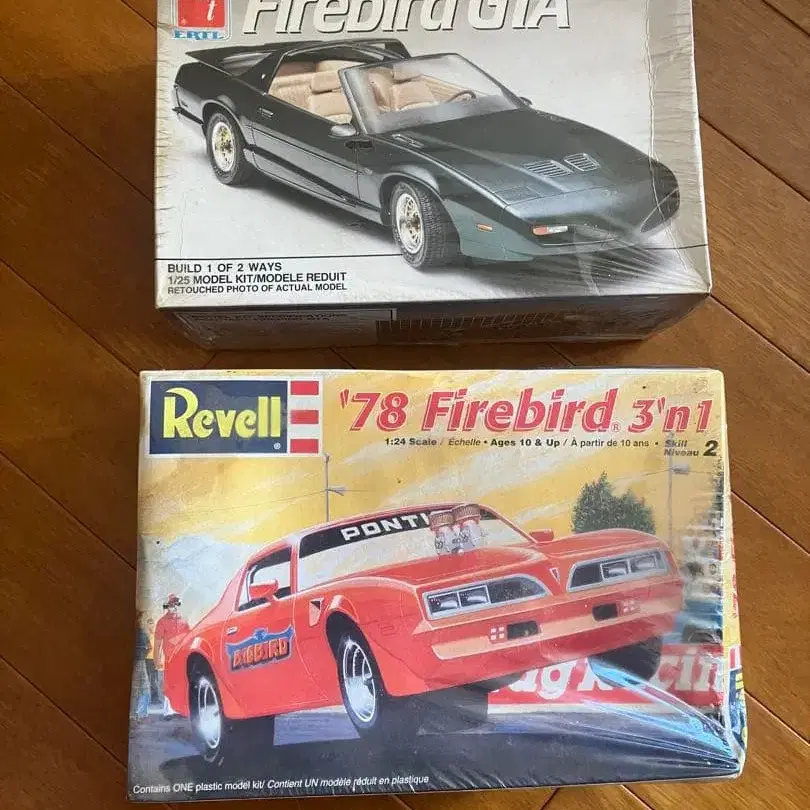 Firebird GTA
BUILD 1 OF 2 WAYS
1/25 MODEL KIT/MODELE REDUIT
RETOUCHED PHOTO OF ACTUAL MODEL
Revell
'78 Firebird® 3'n1
1:24 Scale / Échelle • Ages 10 & Up / À partir de 10 ans • Skill
Niveau 2
PONTI
BIGBIRD
Contains ONE plastic model kit/ Contient UN modèle réduit en plastique